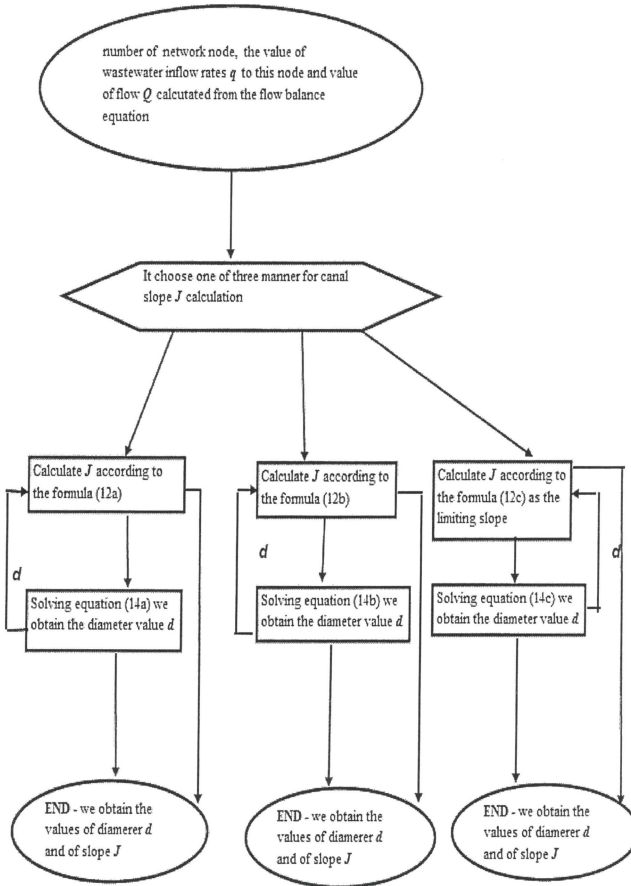 number of network node, the value of
wastewater inflow rates q to this node and value
of flow Q calcutated from the flow balance
equation
It choose one of three manner for canal
slope J calculation
Calculate J according to
the formula (12a)
Calculate J according to
the formula (12b)
Calculate J according to
the formula (12c) as the
limiting slope
d
d
d
Solving equation (14a) we
obtain the diameter value d
Solving equation (14b) we
obtain the diameter value d
Solving equation (14c) we
obtain the diameter value d
END - we obtain the
values of diamerer d
and of slope J
END - we obtain the
values of diamerer d
and of slope J
END - we obtain the
values of diamerer d
and of slope J